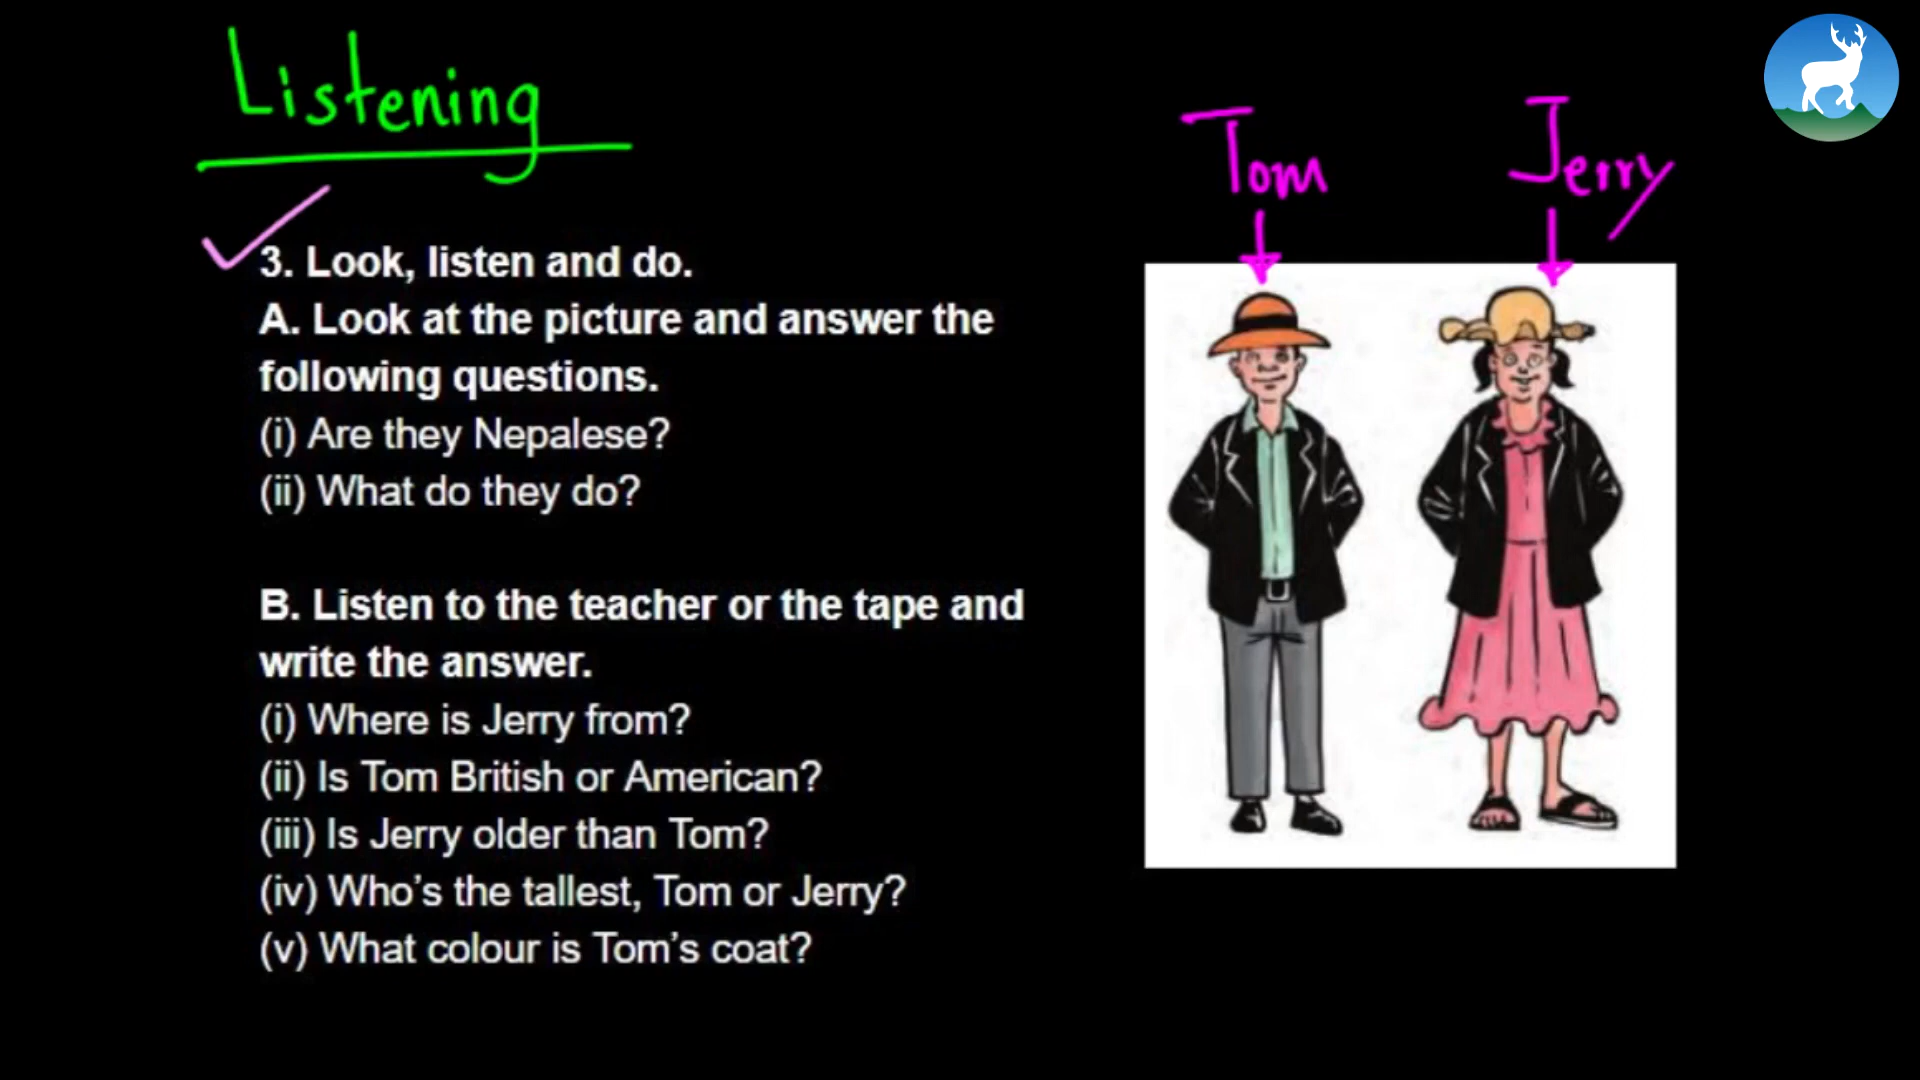 Listening
Tom
Jerry
3. Look, listen and do.
A. Look at the picture and answer the
following questions.
(i) Are they Nepalese?
(ii) What do they do?
B. Listen to the teacher or the tape and
write the answer.
(i) Where is Jerry from?
(ii) Is Tom British or American?
(iii) Is Jerry older than Tom?
(iv) Who’s the tallest, Tom or Jerry?
(v) What colour is Tom’s coat?